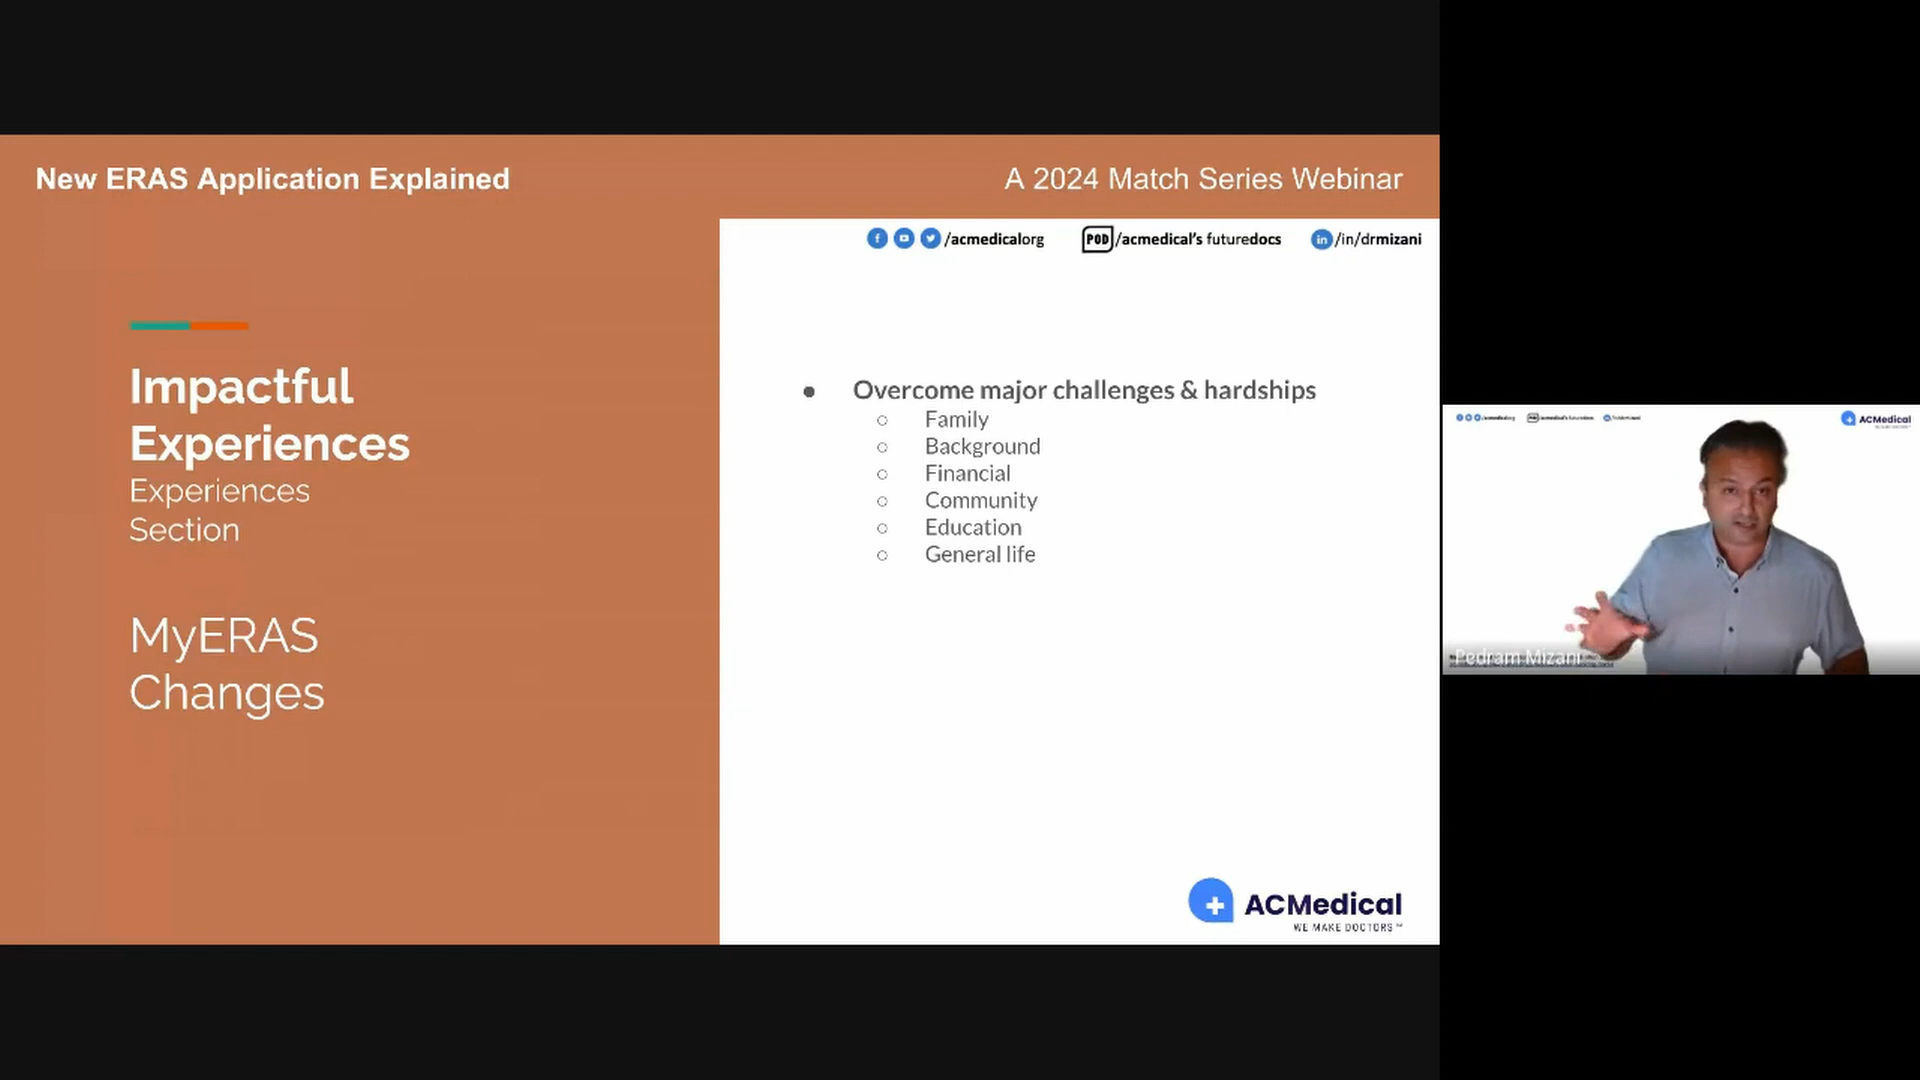 New ERAS Application Explained
A 2024 Match Series Webinar
/acmedicalorg
POD /acmedical's futuredocs
in /in/drmizani
Impactful
Experiences
Experiences
Section
MyERAS
Changes
● Overcome major challenges & hardships
○ Family
○ Background
○ Financial
○ Community
○ Education
○ General life
ACMedical
WE MAKE DOCTORS™
ACMedical
Pedram Mizani